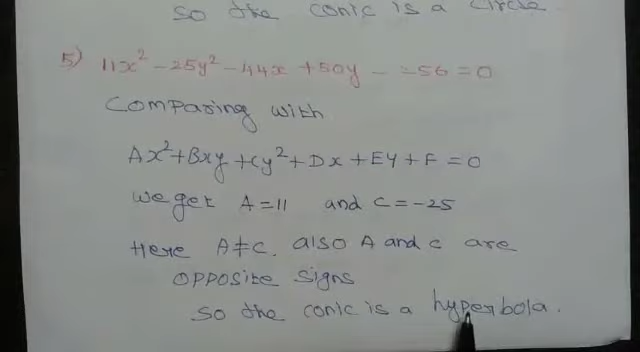 So the conic is a circle.
5) 11x² - 25y² - 44x + 50y - = 56 = 0
Comparing with
Ax² + Bxy + Cy² + Dx + Ey + F = 0
We get A = 11 and C = -25
Here A ≠ C. also A and C are
opposite signs
So the conic is a hyperbola.